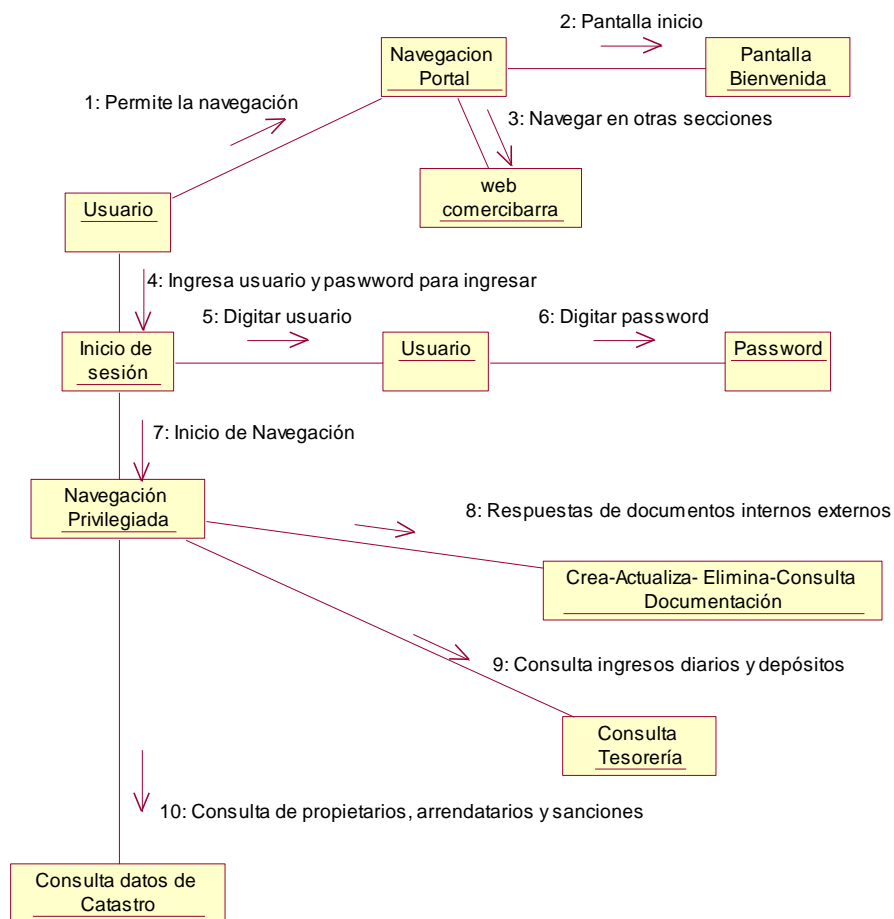 2: Pantalla inicio
Navegacion
Portal
Pantalla
Bienvenida
1: Permite la navegación
3: Navegar en otras secciones
web
comercibarra
Usuario
4: Ingresa usuario y paswword para ingresar
5: Digitar usuario
6: Digitar password
Inicio de
sesión
Usuario
Password
7: Inicio de Navegación
Navegación
Privilegiada
8: Respuestas de documentos internos externos
Crea-Actualiza- Elimina-Consulta
Documentación
9: Consulta ingresos diarios y depósitos
Consulta
Tesorería
10: Consulta de propietarios, arrendatarios y sanciones
Consulta datos de
Catastro